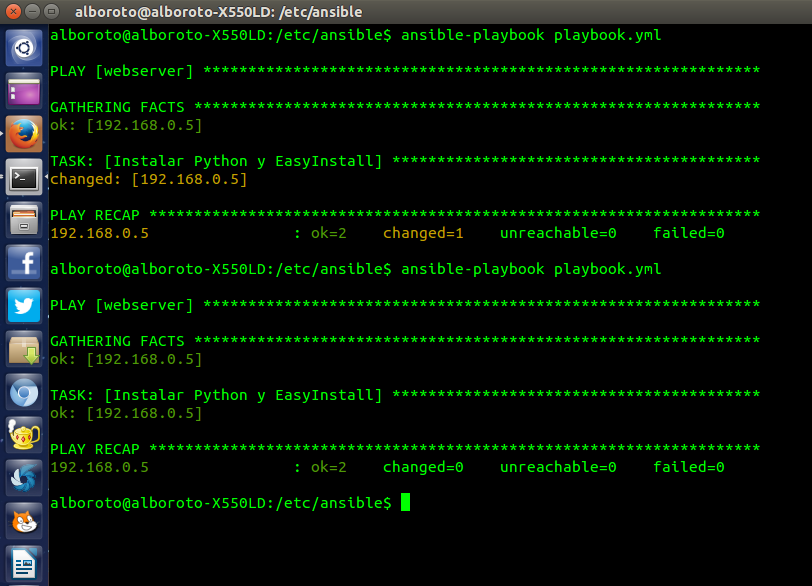 alboroto@alboroto-X550LD: /etc/ansible
alboroto@alboroto-X550LD:/etc/ansible$ ansible-playbook playbook.yml
PLAY [webserver] **************************************************************
GATHERING FACTS ***************************************************************
ok: [192.168.0.5]
TASK: [Instalar Python y EasyInstall] *****************************************
changed: [192.168.0.5]
PLAY RECAP ********************************************************************
192.168.0.5                : ok=2    changed=1    unreachable=0    failed=0
alboroto@alboroto-X550LD:/etc/ansible$ ansible-playbook playbook.yml
PLAY [webserver] **************************************************************
GATHERING FACTS ***************************************************************
ok: [192.168.0.5]
TASK: [Instalar Python y EasyInstall] *****************************************
ok: [192.168.0.5]
PLAY RECAP ********************************************************************
192.168.0.5                : ok=2    changed=0    unreachable=0    failed=0
alboroto@alboroto-X550LD:/etc/ansible$